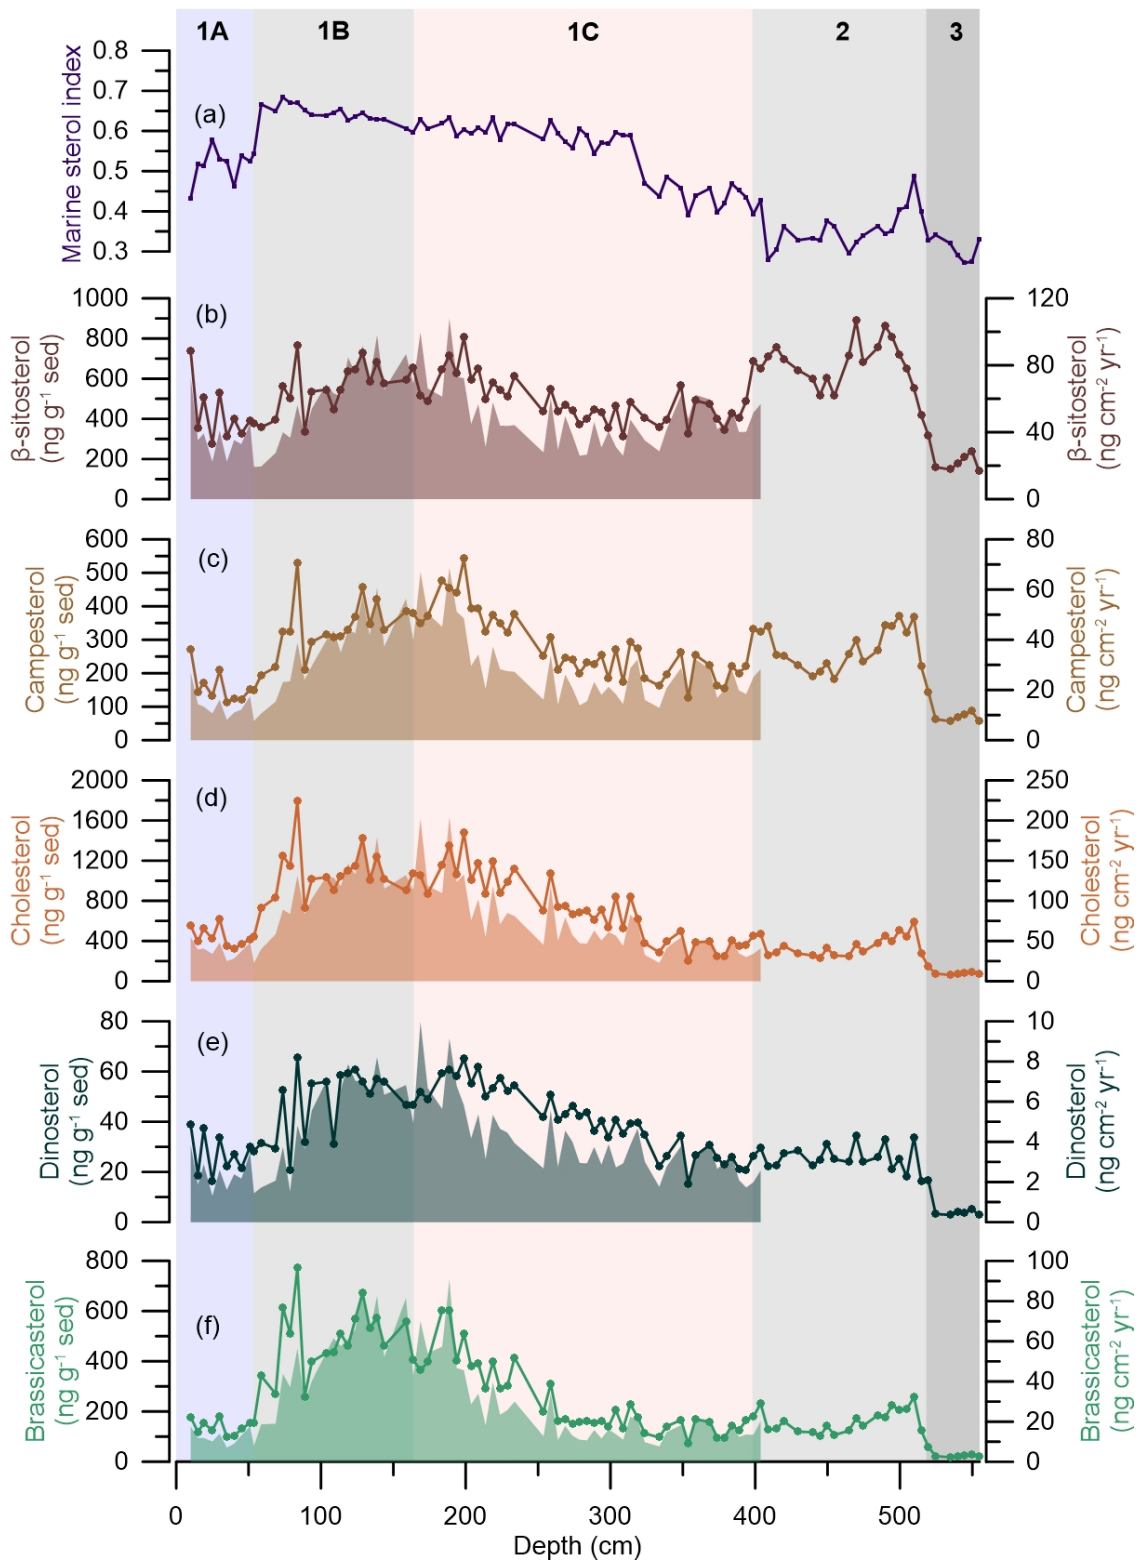 1A 1B 1C 2 3
Marine sterol index
0.8
0.7
0.6
0.5
0.4
0.3
(a)
β-sitosterol
(ng g⁻¹ sed)
1000
800
600
400
200
0
(b)
120
80
40
0
β-sitosterol
(ng cm⁻² yr⁻¹)
Campesterol
(ng g⁻¹ sed)
600
500
400
300
200
100
0
(c)
80
60
40
20
0
Campesterol
(ng cm⁻² yr⁻¹)
Cholesterol
(ng g⁻¹ sed)
2000
1600
1200
800
400
0
(d)
250
200
150
100
50
0
Cholesterol
(ng cm⁻² yr⁻¹)
Dinosterol
(ng g⁻¹ sed)
80
60
40
20
0
(e)
10
8
6
4
2
0
Dinosterol
(ng cm⁻² yr⁻¹)
Brassicasterol
(ng g⁻¹ sed)
800
600
400
200
0
(f)
100
80
60
40
20
0
Brassicasterol
(ng cm⁻² yr⁻¹)
0 100 200 300 400 500
Depth (cm)